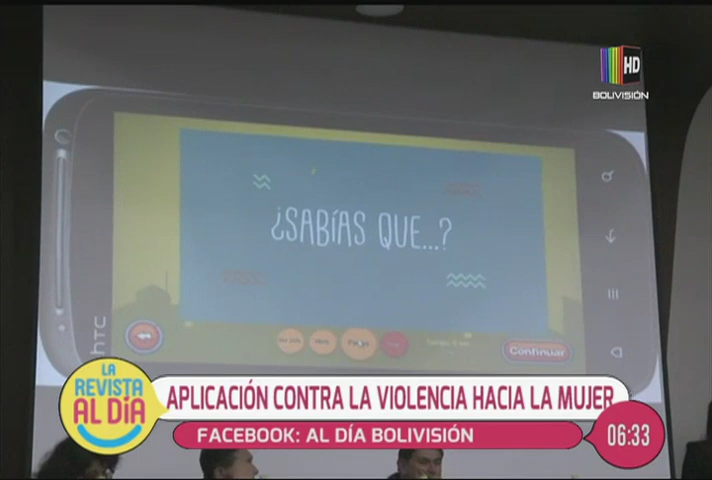 HD
BOLIVISIÓN
¿SABÍAS QUE...?
hTC
Continuar
LA
REVISTA
AL DÍA
APLICACIÓN CONTRA LA VIOLENCIA HACIA LA MUJER
FACEBOOK: AL DÍA BOLIVISIÓN
06:33